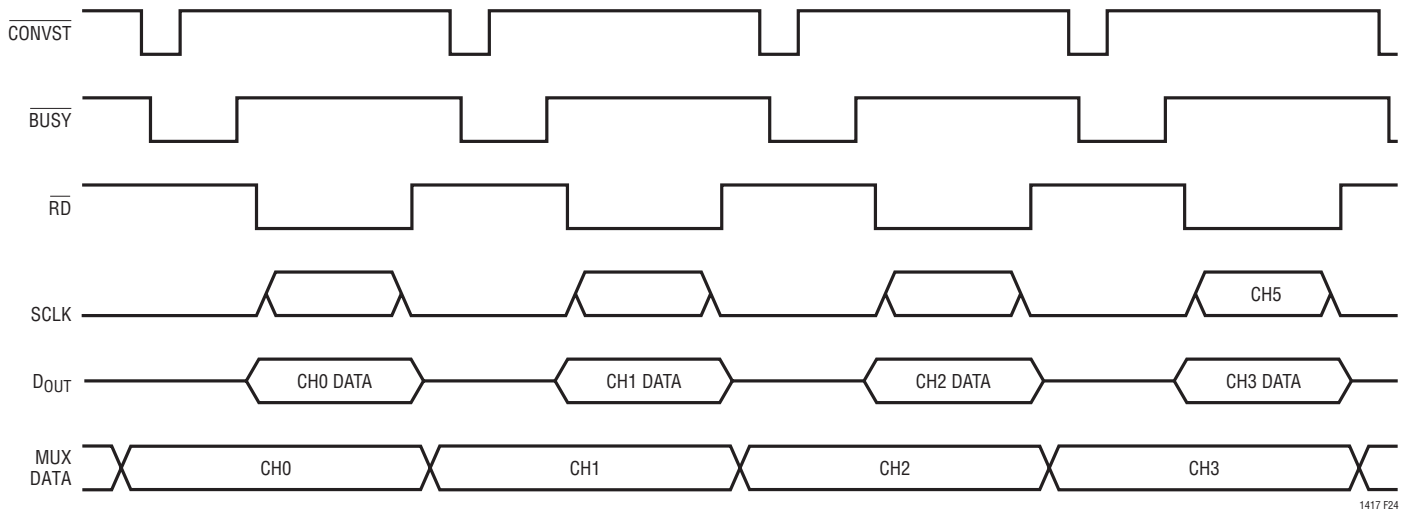 CONVST
BUSY
RD
SCLK
CH5
DOUT
CH0 DATA
CH1 DATA
CH2 DATA
CH3 DATA
MUX
DATA
CH0
CH1
CH2
CH3
1417 F24